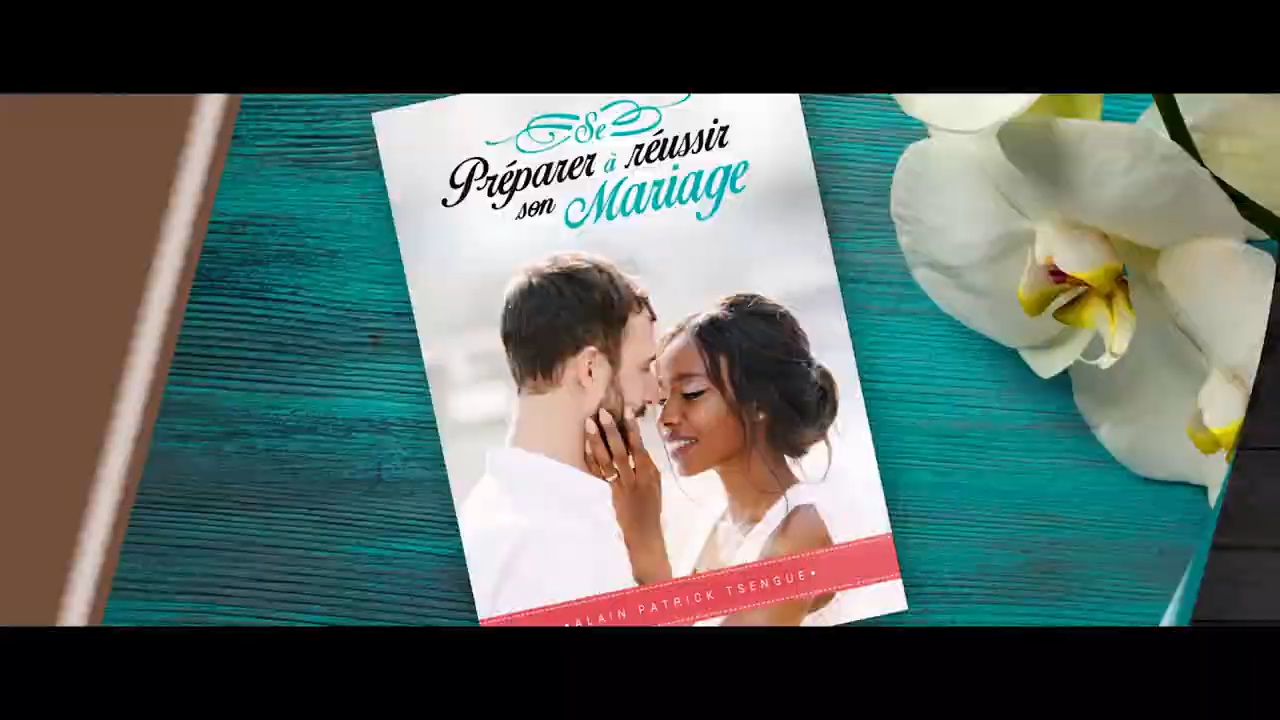 Se
Préparer à réussir
son Mariage
•ALAIN PATRICK TSENGUE•